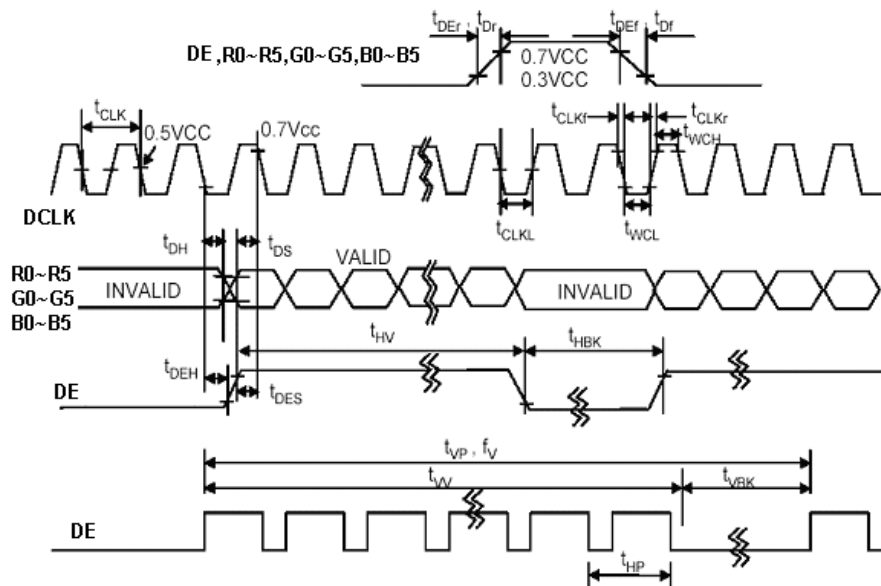 tDEr , tDr
tDEf , tDf
DE ,R0~R5,G0~G5,B0~B5
0.7VCC
0.3VCC
tCLK
0.5VCC
0.7Vcc
tCLKf
tCLKr
tWCH
DCLK
tCLKL
tWCL
tDH
tDS
VALID
R0~R5
G0~G5
B0~B5
INVALID
INVALID
tHV
tHBK
tDEH
tDES
DE
tVP , fV
tVV
tVBK
DE
tHP